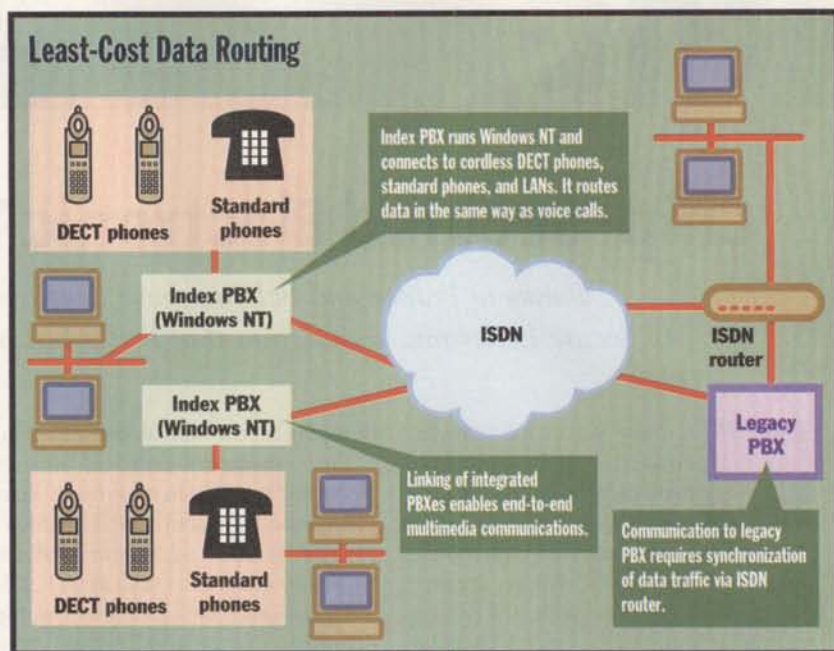 Least-Cost Data Routing
DECT phones
Standard
phones
Index PBX runs Windows NT and
connects to cordless DECT phones,
standard phones, and LANs. It routes
data in the same way as voice calls.
Index PBX
(Windows NT)
ISDN
ISDN
router
Index PBX
(Windows NT)
Legacy
PBX
Linking of integrated
PBXes enables end-to-end
multimedia communications.
Communication to legacy
PBX requires synchronization
of data traffic via ISDN
router.
DECT phones
Standard
phones